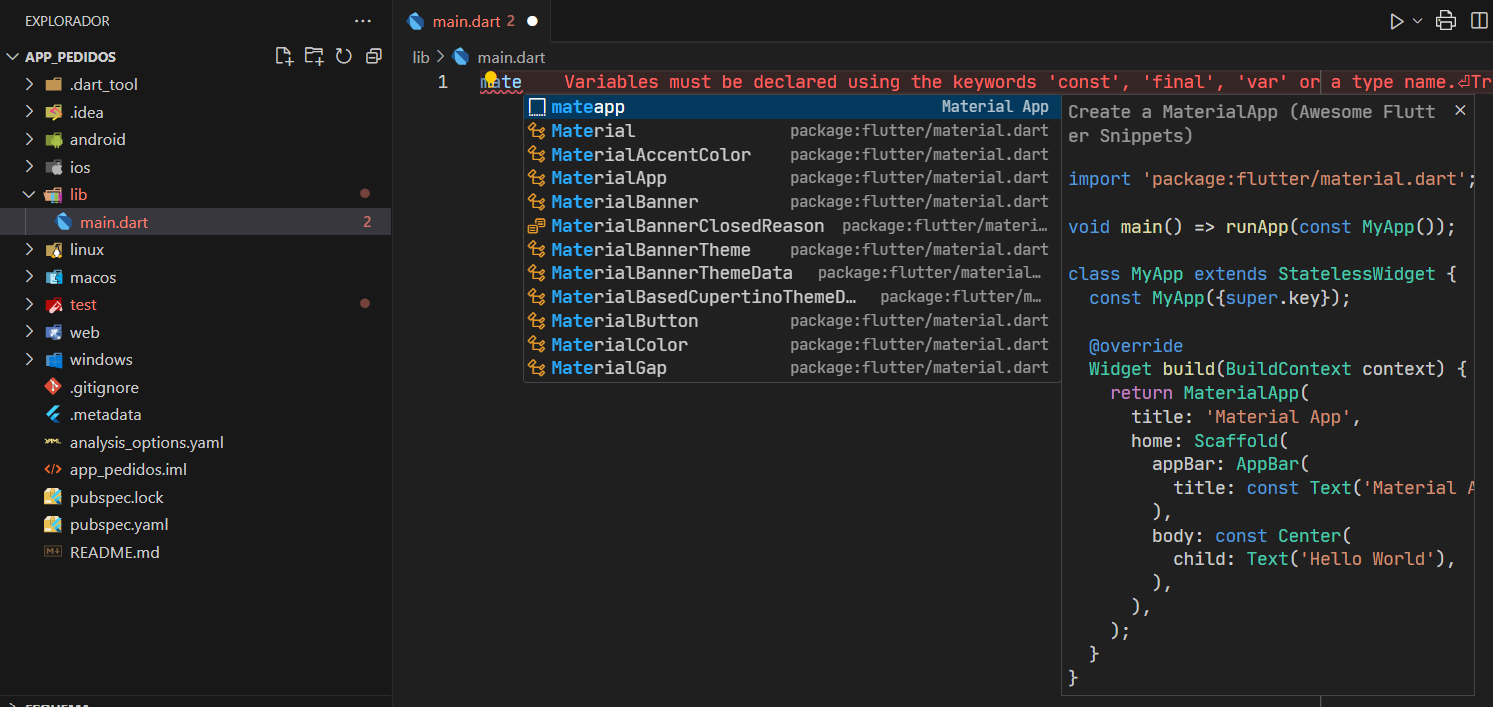 EXPLORADOR
APP_PEDIDOS
.dart_tool
.idea
android
ios
lib
main.dart 2
linux
macos
test
web
windows
.gitignore
.metadata
analysis_options.yaml
app_pedidos.iml
pubspec.lock
pubspec.yaml
README.md
main.dart 2
lib > main.dart
1 mate Variables must be declared using the keywords 'const', 'final', 'var' or a type name.⏎Tr
mateapp Material App
Material package:flutter/material.dart
MaterialAccentColor package:flutter/material.dart
MaterialApp package:flutter/material.dart
MaterialBanner package:flutter/material.dart
MaterialBannerClosedReason package:flutter/materi…
MaterialBannerTheme package:flutter/material.dart
MaterialBannerThemeData package:flutter/material…
MaterialBasedCupertinoThemeD… package:flutter/m…
MaterialButton package:flutter/material.dart
MaterialColor package:flutter/material.dart
MaterialGap package:flutter/material.dart
Create a MaterialApp (Awesome Flutt
er Snippets)
import 'package:flutter/material.dart';
void main() => runApp(const MyApp());
class MyApp extends StatelessWidget {
const MyApp({super.key});
@override
Widget build(BuildContext context) {
return MaterialApp(
title: 'Material App',
home: Scaffold(
appBar: AppBar(
title: const Text('Material A
),
body: const Center(
child: Text('Hello World'),
),
),
);
}
}